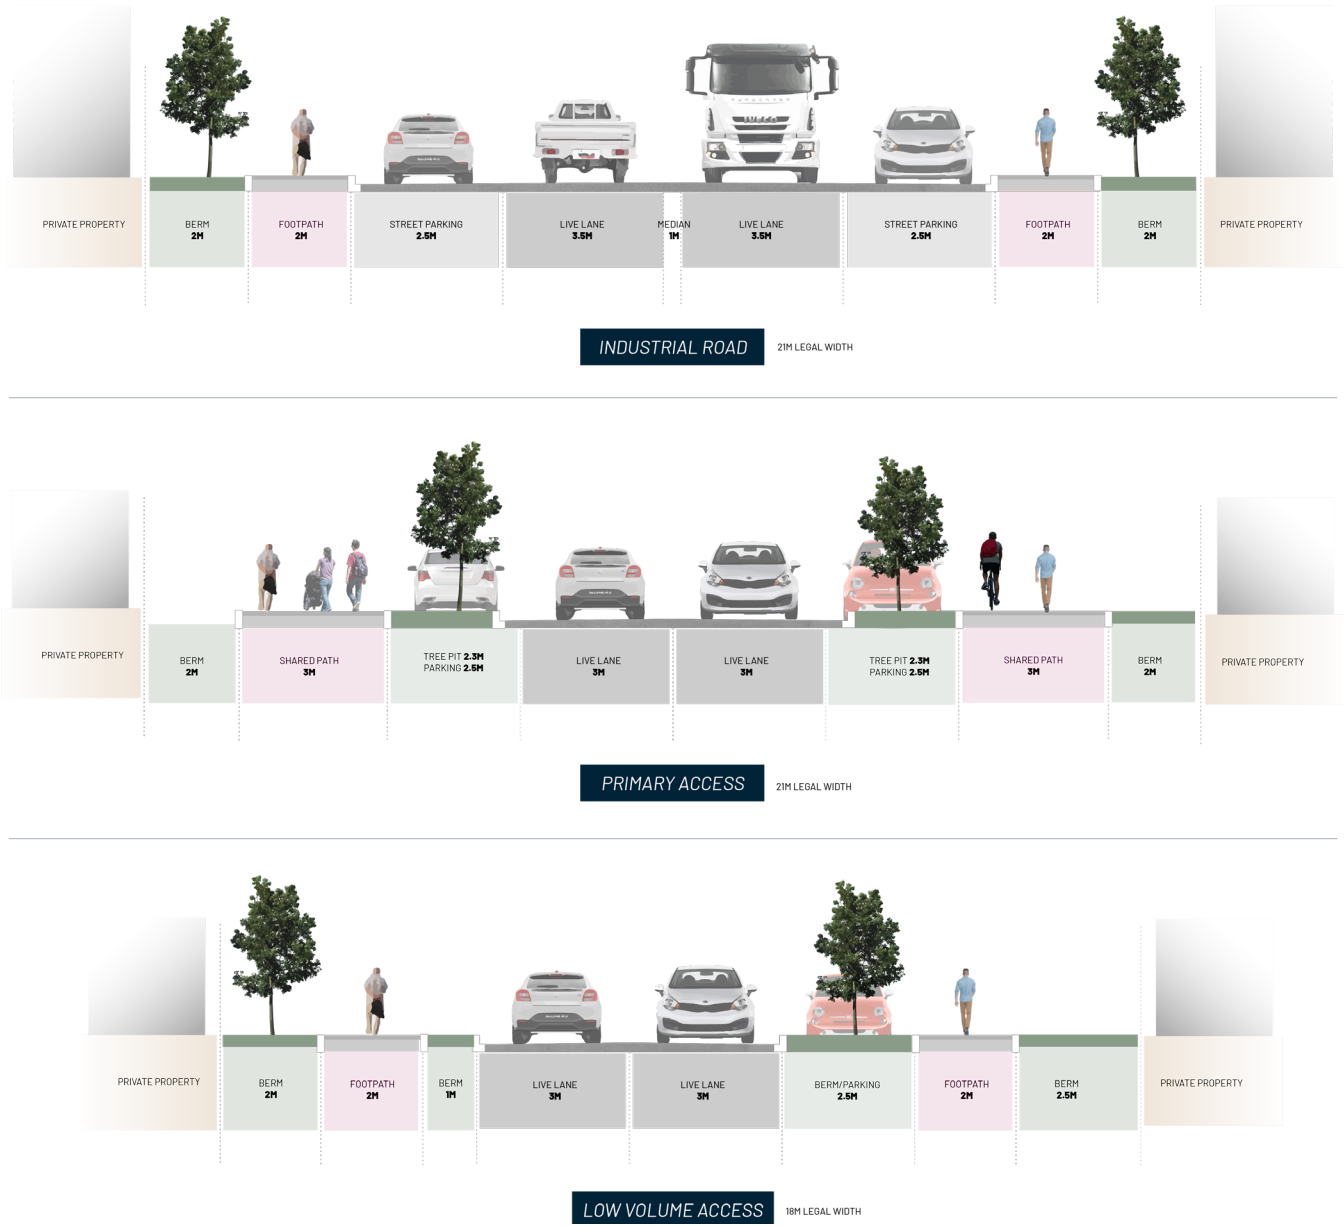 PRIVATE PROPERTY
BERM
2M
FOOTPATH
2M
STREET PARKING
2.5M
LIVE LANE
3.5M
MEDIAN
1M
LIVE LANE
3.5M
STREET PARKING
2.5M
FOOTPATH
2M
BERM
2M
PRIVATE PROPERTY
IVECO
INDUSTRIAL ROAD
21M LEGAL WIDTH
PRIVATE PROPERTY
BERM
2M
SHARED PATH
3M
TREE PIT 2.3M
PARKING 2.5M
LIVE LANE
3M
LIVE LANE
3M
TREE PIT 2.3M
PARKING 2.5M
SHARED PATH
3M
BERM
2M
PRIVATE PROPERTY
PRIMARY ACCESS
21M LEGAL WIDTH
PRIVATE PROPERTY
BERM
2M
FOOTPATH
2M
BERM
1M
LIVE LANE
3M
LIVE LANE
3M
BERM/PARKING
2.5M
FOOTPATH
2M
BERM
2.5M
PRIVATE PROPERTY
LOW VOLUME ACCESS
18M LEGAL WIDTH